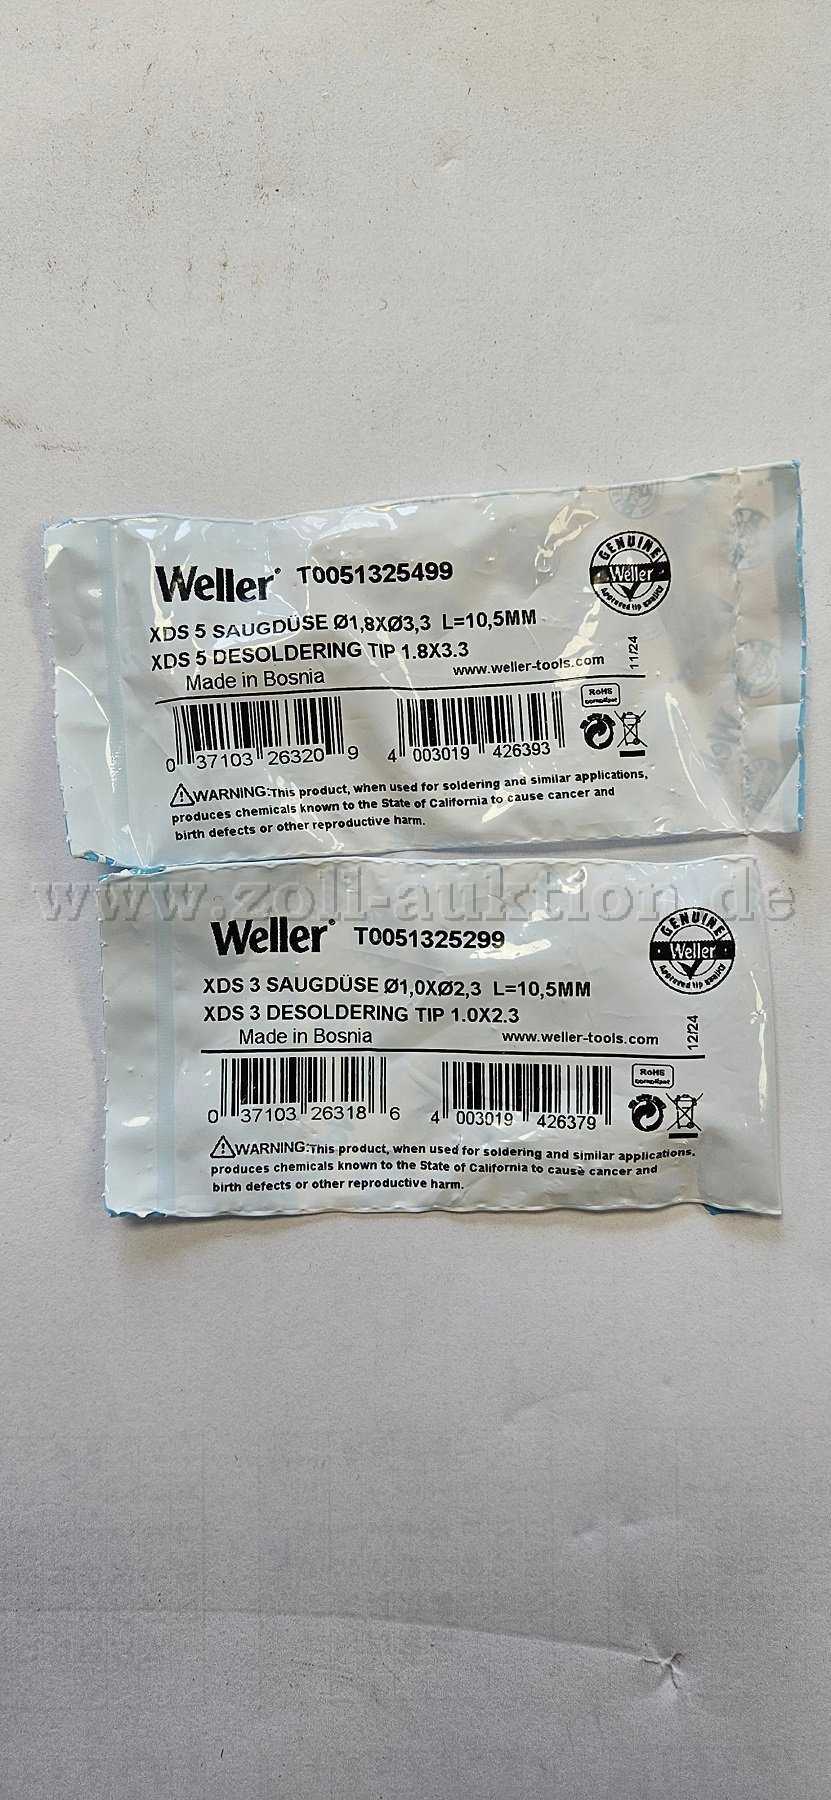 Weller® T0051325499
GENUINE
Weller
Approved tip quality
XDS 5 SAUGDÜSE Ø1,8XØ3,3 L=10,5MM
XDS 5 DESOLDERING TIP 1.8X3.3
Made in Bosnia
www.weller-tools.com
11/24
RoHS
compliant
0 37103 26320 9
4 003019 426393
WARNING:This product, when used for soldering and similar applications,
produces chemicals known to the State of California to cause cancer and
birth defects or other reproductive harm.
www.zoll-auktion.de
Weller® T0051325299
GENUINE
Weller
Approved tip quality
XDS 3 SAUGDÜSE Ø1,0XØ2,3 L=10,5MM
XDS 3 DESOLDERING TIP 1.0X2.3
Made in Bosnia
www.weller-tools.com
12/24
RoHS
compliant
0 37103 26318 6
4 003019 426379
WARNING:This product, when used for soldering and similar applications,
produces chemicals known to the State of California to cause cancer and
birth defects or other reproductive harm.